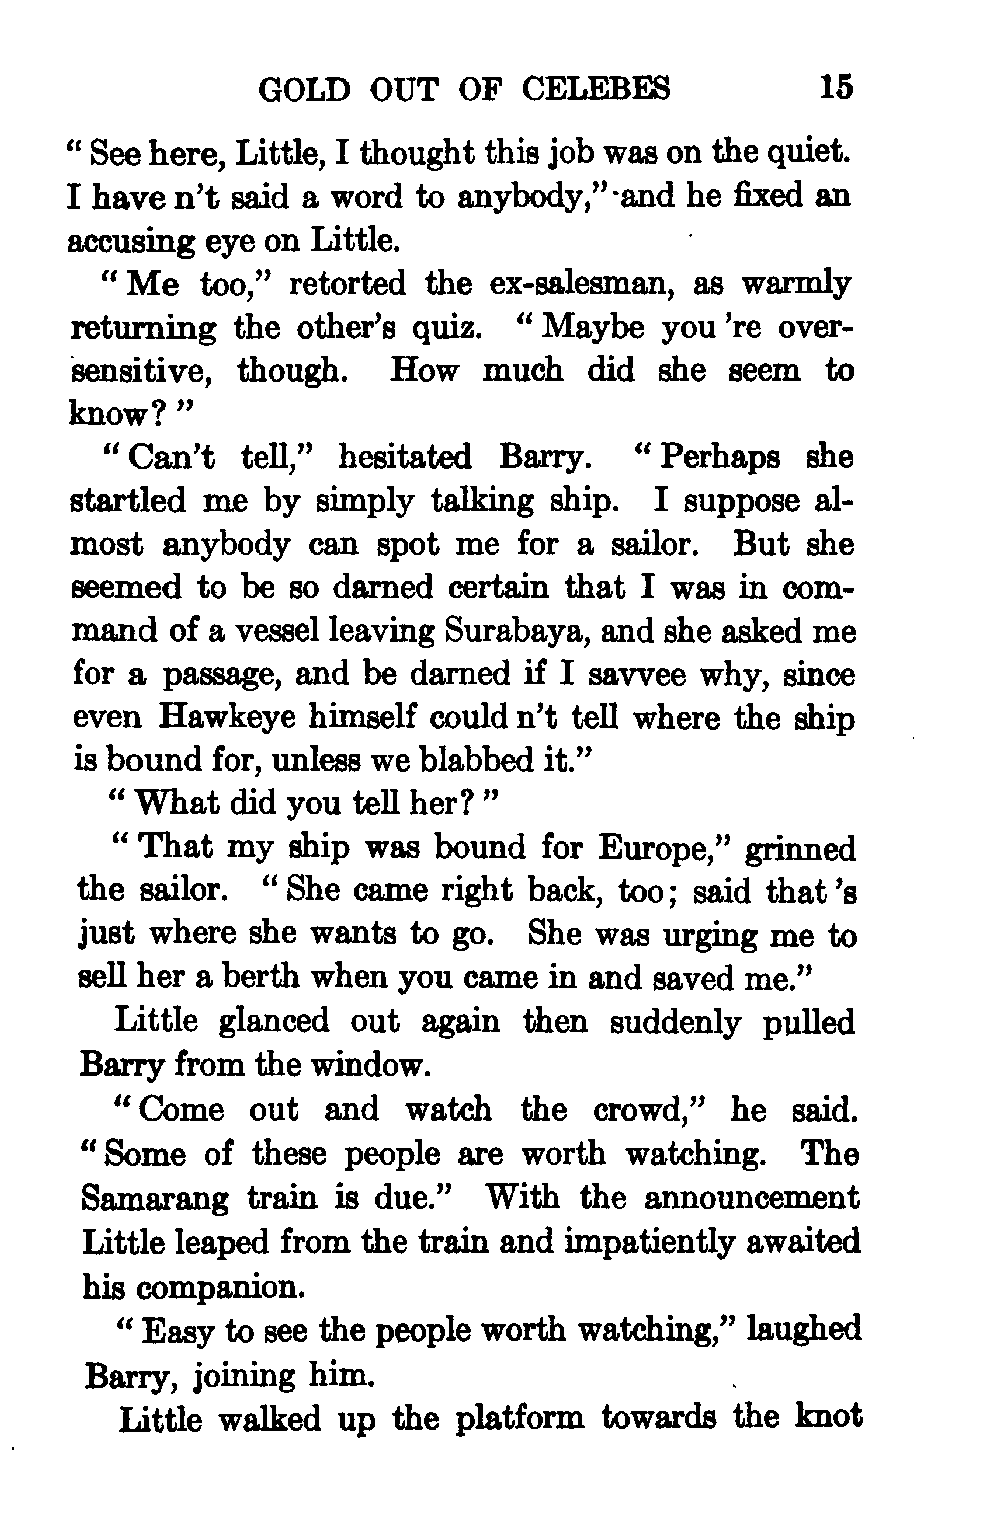 GOLD OUT OF CELEBES 15
“ See here, Little, I thought this job was on the quiet.
I have n’t said a word to anybody,” and he fixed an
accusing eye on Little.
“ Me too,” retorted the ex-salesman, as warmly
returning the other’s quiz. “ Maybe you ’re over-
sensitive, though. How much did she seem to
know? ”
“ Can’t tell,” hesitated Barry. “ Perhaps she
startled me by simply talking ship. I suppose al-
most anybody can spot me for a sailor. But she
seemed to be so darned certain that I was in com-
mand of a vessel leaving Surabaya, and she asked me
for a passage, and be darned if I savvee why, since
even Hawkeye himself could n’t tell where the ship
is bound for, unless we blabbed it.”
“ What did you tell her? ”
“ That my ship was bound for Europe,” grinned
the sailor. “ She came right back, too; said that ’s
just where she wants to go. She was urging me to
sell her a berth when you came in and saved me.”
Little glanced out again then suddenly pulled
Barry from the window.
“ Come out and watch the crowd,” he said.
“ Some of these people are worth watching. The
Samarang train is due.” With the announcement
Little leaped from the train and impatiently awaited
his companion.
“ Easy to see the people worth watching,” laughed
Barry, joining him.
Little walked up the platform towards the knot